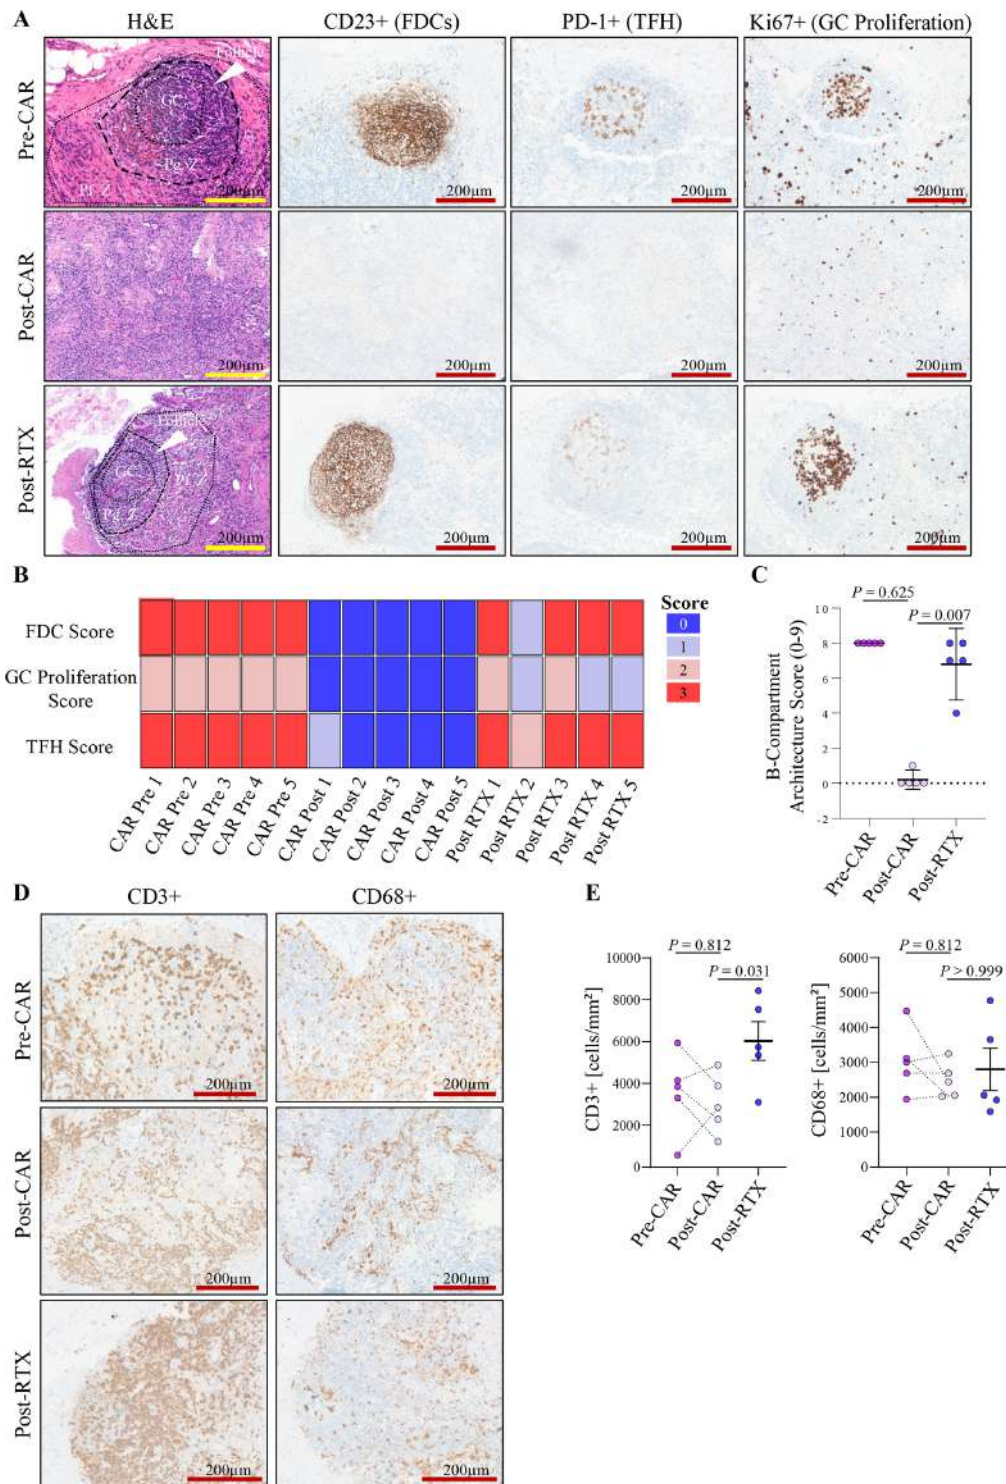 A
H&E
CD23+ (FDCs)
PD-1+ (TFH)
Ki67+ (GC Proliferation)
Pre-CAR
Follicle
GC
Pg Z
Pf Z
200µm
200µm
200µm
200µm
Post-CAR
200µm
200µm
200µm
200µm
Post-RTX
Follicle
GC
Pf Z
Pg Z
200µm
200µm
200µm
200µm
B
FDC Score
GC Proliferation
Score
TFH Score
CAR Pre 1
CAR Pre 2
CAR Pre 3
CAR Pre 4
CAR Pre 5
CAR Post 1
CAR Post 2
CAR Post 3
CAR Post 4
CAR Post 5
Post RTX 1
Post RTX 2
Post RTX 3
Post RTX 4
Post RTX 5
Score
0
1
2
3
C
P = 0.625
P = 0.007
B-Compartment
Architecture Score (0-9)
10
8
6
4
2
0
-2
Pre-CAR
Post-CAR
Post-RTX
D
CD3+
CD68+
Pre-CAR
200µm
200µm
Post-CAR
200µm
200µm
Post-RTX
200µm
200µm
E
P = 0.812
P = 0.031
CD3+ [cells/mm²]
10000
8000
6000
4000
2000
0
Pre-CAR
Post-CAR
Post-RTX
P = 0.812
P > 0.999
CD68+ [cells/mm²]
6000
5000
4000
3000
2000
1000
0
Pre-CAR
Post-CAR
Post-RTX